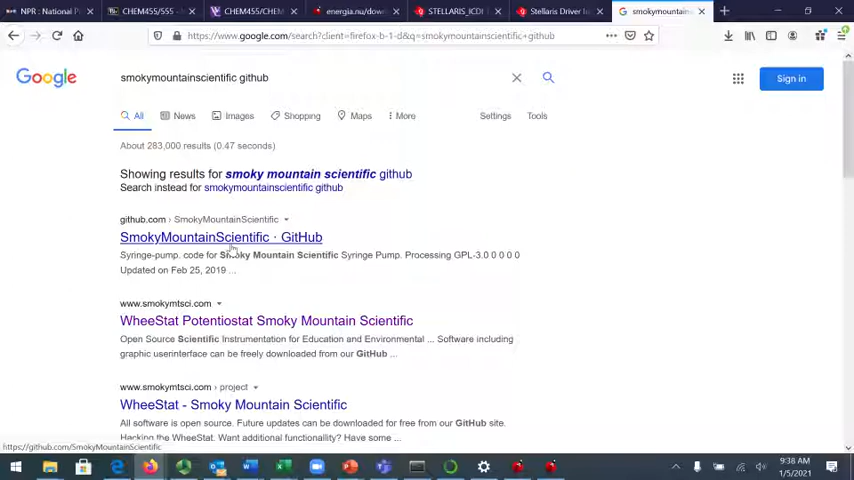 NPR : National P
CHEM455/555 -
CHEM455/CHEM
energia.nu/down
STELLARIS_ICDI
Stellaris Driver In
smokymountains
https://www.google.com/search?client=firefox-b-1-d&q=smokymountainscientific+github
Google
smokymountainscientific github
Sign in
All
News
Images
Shopping
Maps
More
Settings
Tools
About 283,000 results (0.47 seconds)
Showing results for smoky mountain scientific github
Search instead for smokymountainscientific github
github.com › SmokyMountainScientific
SmokyMountainScientific · GitHub
Syringe-pump. code for Smoky Mountain Scientific Syringe Pump. Processing GPL-3.0 0 0 0 0
Updated on Feb 25, 2019 ...
www.smokymtsci.com
WheeStat Potentiostat Smoky Mountain Scientific
Open Source Scientific Instrumentation for Education and Environmental ... Software including
graphic userinterface can be freely downloaded from our GitHub ...
www.smokymtsci.com › project
WheeStat - Smoky Mountain Scientific
All software is open source. Future updates can be downloaded for free from our GitHub site.
Hacking the WheeStat. Want additional functionallity? Have some ...
https://github.com/SmokyMountainScientific
9:38 AM
1/5/2021